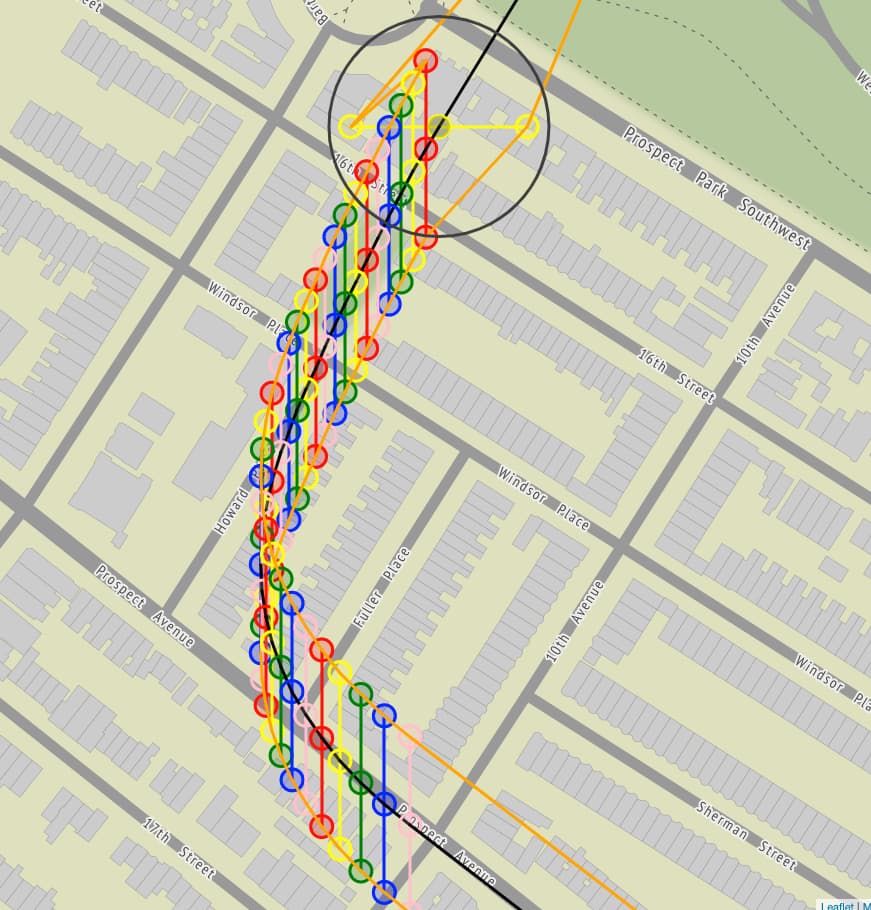 Prospect Park Southwest
16th Street
10th Avenue
Windsor Place
16th Street
Windsor Place
Howard
Fuller Place
10th Avenue
Prospect Avenue
Windsor Pla
Prospect Avenue
Sherman Street
17th Street
Leaflet | M